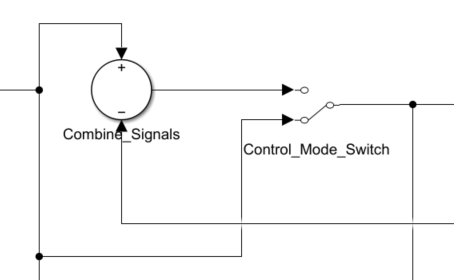 +
−
Combine_Signals
Control_Mode_Switch